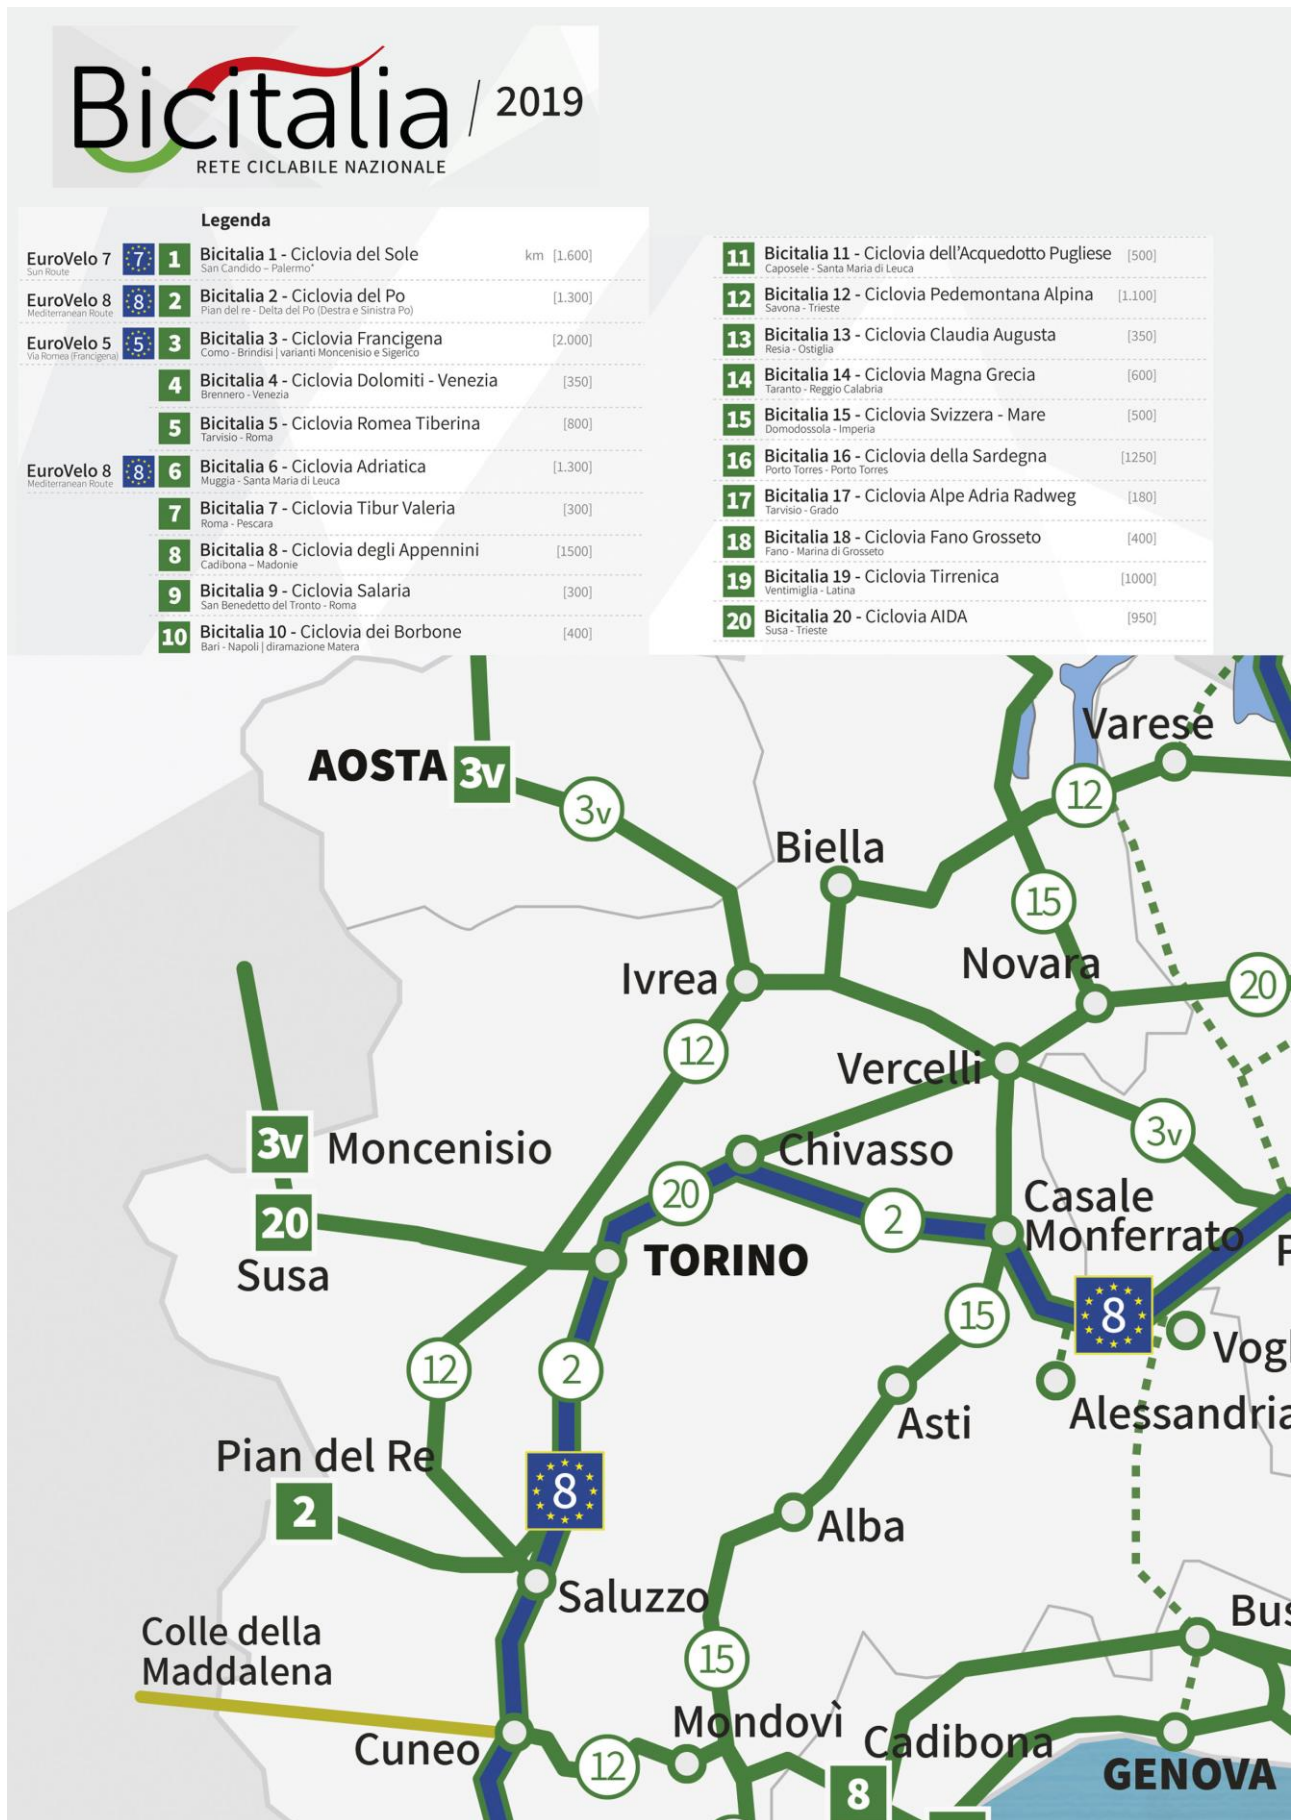 Bicitalia / 2019
RETE CICLABILE NAZIONALE
Legenda
EuroVelo 7
Sun Route
7
1
Bicitalia 1 - Ciclovia del Sole
km [1.600]
San Candido – Palermo*
EuroVelo 8
Mediterranean Route
8
2
Bicitalia 2 - Ciclovia del Po
[1.300]
Pian del re - Delta del Po (Destra e Sinistra Po)
EuroVelo 5
Via Romea (Francigena)
5
3
Bicitalia 3 - Ciclovia Francigena
[2.000]
Como - Brindisi | varianti Moncenisio e Sigerico
4
Bicitalia 4 - Ciclovia Dolomiti - Venezia
[350]
Brennero - Venezia
5
Bicitalia 5 - Ciclovia Romea Tiberina
[800]
Tarvisio - Roma
EuroVelo 8
Mediterranean Route
8
6
Bicitalia 6 - Ciclovia Adriatica
[1.300]
Muggia - Santa Maria di Leuca
7
Bicitalia 7 - Ciclovia Tibur Valeria
[300]
Roma - Pescara
8
Bicitalia 8 - Ciclovia degli Appennini
[1500]
Cadibona – Madonie
9
Bicitalia 9 - Ciclovia Salaria
[300]
San Benedetto del Tronto - Roma
10
Bicitalia 10 - Ciclovia dei Borbone
[400]
Bari - Napoli | diramazione Matera
11
Bicitalia 11 - Ciclovia dell'Acquedotto Pugliese
[500]
Caposele - Santa Maria di Leuca
12
Bicitalia 12 - Ciclovia Pedemontana Alpina
[1.100]
Savona - Trieste
13
Bicitalia 13 - Ciclovia Claudia Augusta
[350]
Resia - Ostiglia
14
Bicitalia 14 - Ciclovia Magna Grecia
[600]
Taranto - Reggio Calabria
15
Bicitalia 15 - Ciclovia Svizzera - Mare
[500]
Domodossola - Imperia
16
Bicitalia 16 - Ciclovia della Sardegna
[1250]
Porto Torres - Porto Torres
17
Bicitalia 17 - Ciclovia Alpe Adria Radweg
[180]
Tarvisio - Grado
18
Bicitalia 18 - Ciclovia Fano Grosseto
[400]
Fano - Marina di Grosseto
19
Bicitalia 19 - Ciclovia Tirrenica
[1000]
Ventimiglia - Latina
20
Bicitalia 20 - Ciclovia AIDA
[950]
Susa - Trieste
Varese
AOSTA
3v
3v
12
Biella
15
Novara
Ivrea
20
12
Vercelli
3v
3v
Moncenisio
Chivasso
20
20
2
Casale
Monferrato
Susa
TORINO
8
15
Vog
12
2
Asti
Alessandria
Pian del Re
8
2
Alba
Saluzzo
Bus
Colle della
Maddalena
15
Mondovì
Cadibona
Cuneo
12
GENOVA
8